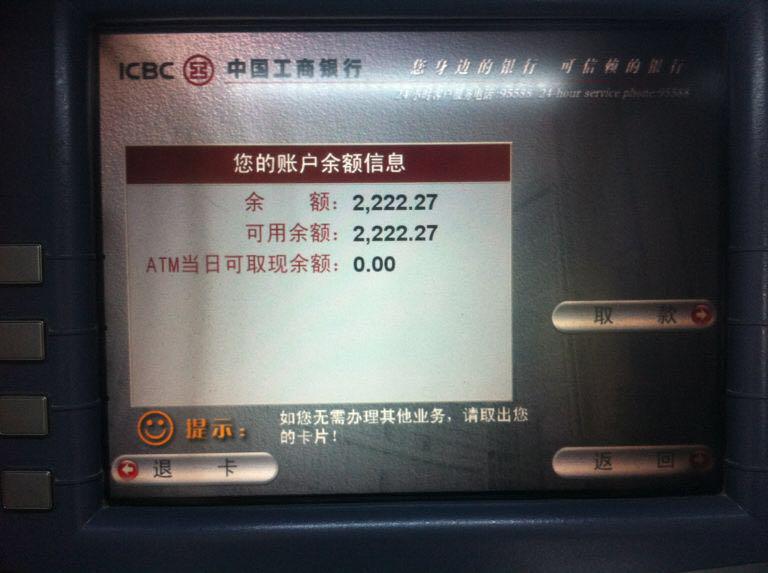 ICBC 中国工商银行
您身边的银行 可信赖的银行
24小时客户服务电话:95588 24-hour service phone:95588
您的账户余额信息
余 额: 2,222.27
可用余额: 2,222.27
ATM当日可取现余额: 0.00
取 款
提示: 如您无需办理其他业务,请取出您
的卡片!
退 卡
返 回